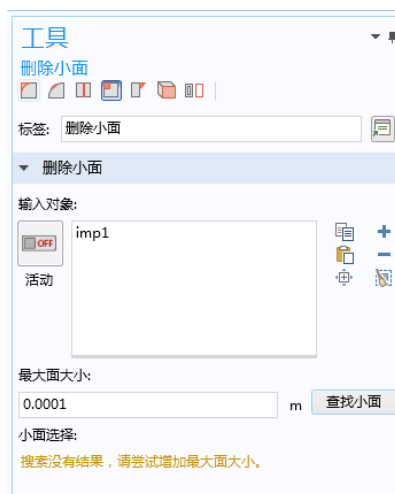 工具
删除小面
标签: 删除小面
删除小面
输入对象:
OFF
imp1
活动
最大面大小:
0.0001 m 查找小面
小面选择:
搜索没有结果，请尝试增加最大面大小。